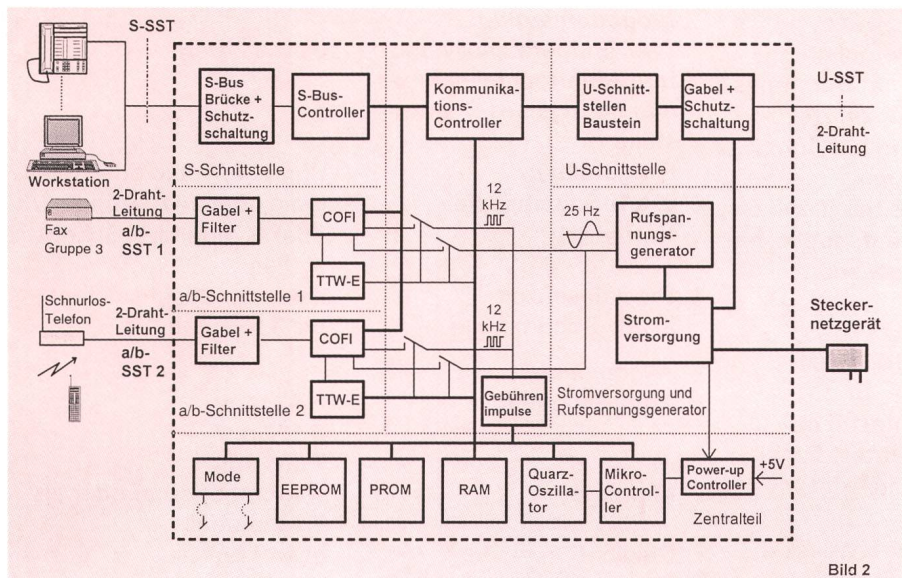 S-SST
S-Bus
Brücke +
Schutz-
schaltung
S-Bus-
Controller
Kommunika-
tions-
Controller
U-Schnitt-
stellen
Baustein
Gabel +
Schutz-
schaltung
U-SST
2-Draht-
Leitung
Workstation
S-Schnittstelle
U-Schnittstelle
2-Draht-
Leitung
a/b-
SST 1
Fax
Gruppe 3
Gabel +
Filter
COFI
TTW-E
a/b-Schnittstelle 1
12
kHz
25 Hz
Rufspan-
nungs-
generator
Schnurlos-
Telefon
2-Draht-
Leitung
a/b-
SST 2
Gabel +
Filter
COFI
TTW-E
a/b-Schnittstelle 2
12
kHz
Gebühren
impulse
Strom-
versorgung
Stecker-
netzgerät
Stromversorgung und
Rufspannungsgenerator
Mode
EEPROM
PROM
RAM
Quarz-
Oszilla-
tor
Mikro-
Control-
ler
Power-up
Controller
+5V
Zentralteil
Bild 2